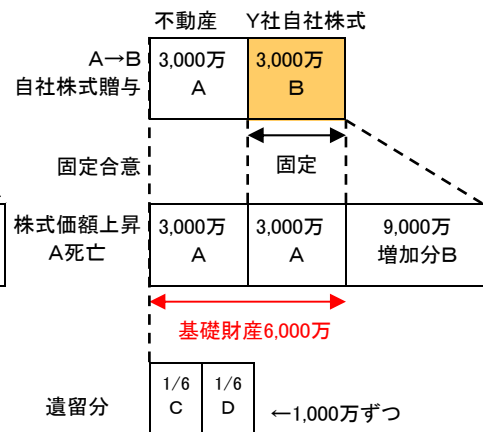 不動産 Y社自社株式
A→B
自社株式贈与
3,000万
A
3,000万
B
固定合意
固定
株式価額上昇
A死亡
3,000万
A
3,000万
A
9,000万
増加分B
基礎財産6,000万
遺留分
1/6
C
1/6
D
←1,000万ずつ